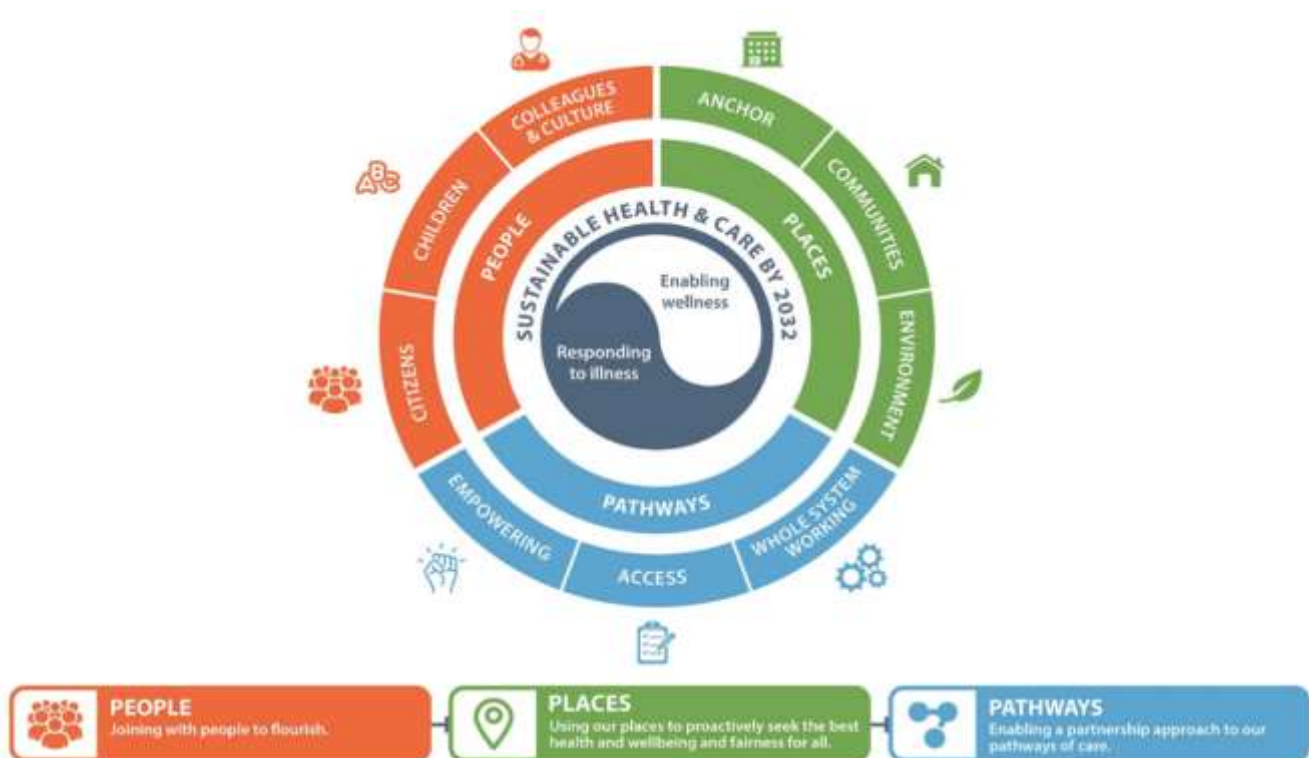 COLLEAGUES
& CULTURE
ANCHOR
CHILDREN
COMMUNITIES
CITIZENS
ENVIRONMENT
PEOPLE
PLACES
SUSTAINABLE HEALTH & CARE BY 2032
Enabling
wellness
Responding
to illness
PATHWAYS
EMPOWERING
ACCESS
WHOLE SYSTEM
WORKING
ABC
PEOPLE
Joining with people to flourish.
PLACES
Using our places to proactively seek the best
health and wellbeing and fairness for all.
PATHWAYS
Enabling a partnership approach to our
pathways of care.